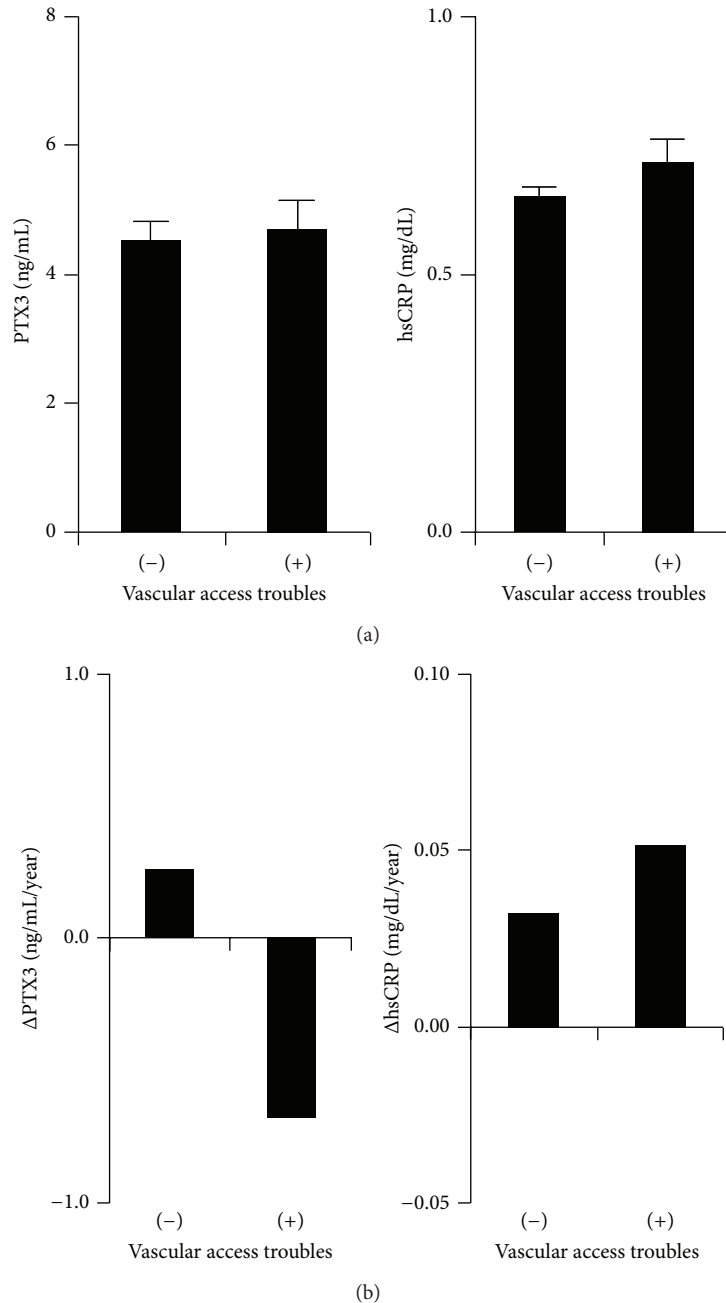 8
6
4
2
0
PTX3 (ng/mL)
(−)
(+)
Vascular access troubles
1.0
0.5
0.0
hsCRP (mg/dL)
(−)
(+)
Vascular access troubles
(a)
1.0
0.0
−1.0
ΔPTX3 (ng/mL/year)
(−)
(+)
Vascular access troubles
0.10
0.05
0.00
−0.05
ΔhsCRP (mg/dL/year)
(−)
(+)
Vascular access troubles
(b)